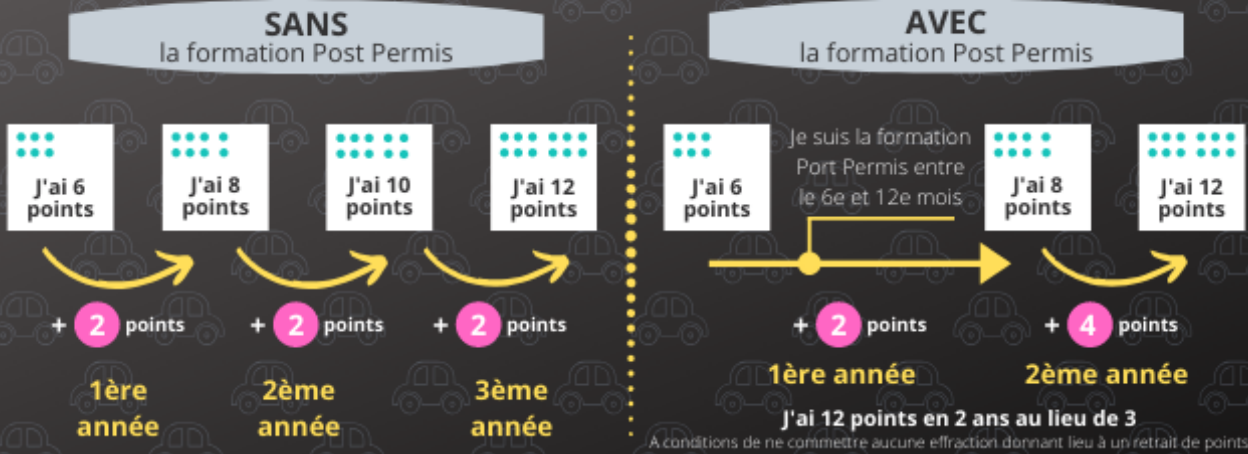 SANS
la formation Post Permis
J'ai 6
points
J'ai 8
points
J'ai 10
points
J'ai 12
points
+ 2 points
+ 2 points
+ 2 points
1ère
année
2ème
année
3ème
année
AVEC
la formation Post Permis
J'ai 6
points
Je suis la formation
Port Permis entre
le 6e et 12e mois
J'ai 8
points
J'ai 12
points
+ 2 points
+ 4 points
1ère année
2ème année
J'ai 12 points en 2 ans au lieu de 3
A conditions de ne commettre aucune effraction donnant lieu à un retrait de points